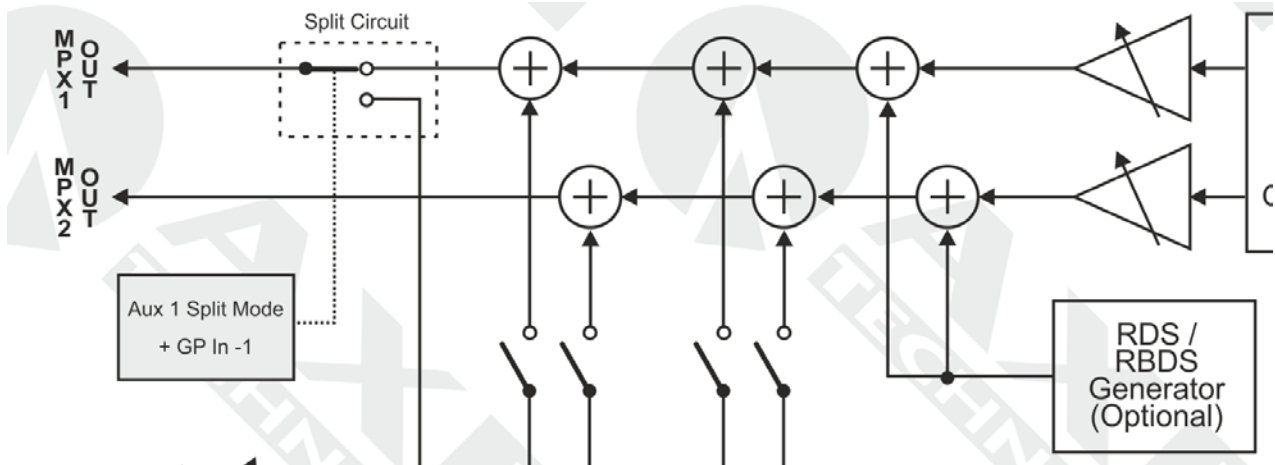 Split Circuit
MPX1 OUT
MPX2 OUT
Aux 1 Split Mode
+ GP In -1
RDS /
RBDS
Generator
(Optional)